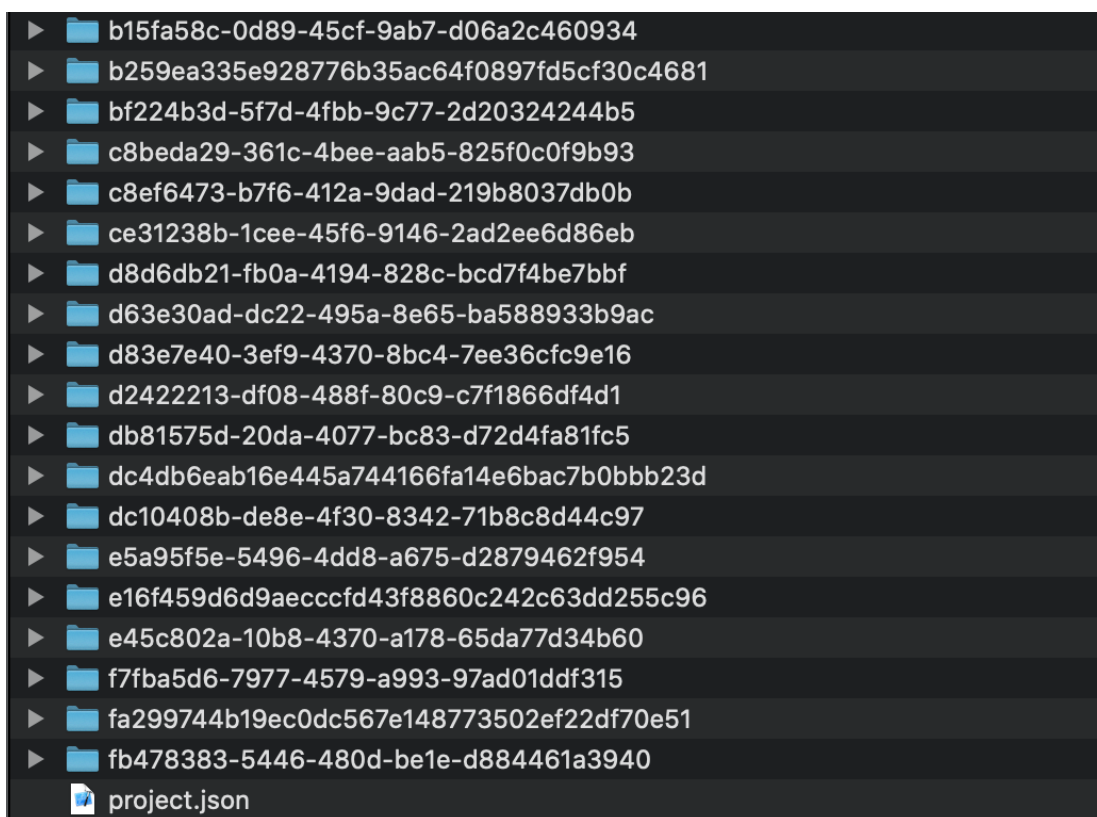 b15fa58c-0d89-45cf-9ab7-d06a2c460934
b259ea335e928776b35ac64f0897fd5cf30c4681
bf224b3d-5f7d-4fbb-9c77-2d20324244b5
c8beda29-361c-4bee-aab5-825f0c0f9b93
c8ef6473-b7f6-412a-9dad-219b8037db0b
ce31238b-1cee-45f6-9146-2ad2ee6d86eb
d8d6db21-fb0a-4194-828c-bcd7f4be7bbf
d63e30ad-dc22-495a-8e65-ba588933b9ac
d83e7e40-3ef9-4370-8bc4-7ee36cfc9e16
d2422213-df08-488f-80c9-c7f1866df4d1
db81575d-20da-4077-bc83-d72d4fa81fc5
dc4db6eab16e445a744166fa14e6bac7b0bbb23d
dc10408b-de8e-4f30-8342-71b8c8d44c97
e5a95f5e-5496-4dd8-a675-d2879462f954
e16f459d6d9aecccfd43f8860c242c63dd255c96
e45c802a-10b8-4370-a178-65da77d34b60
f7fba5d6-7977-4579-a993-97ad01ddf315
fa299744b19ec0dc567e148773502ef22df70e51
fb478383-5446-480d-be1e-d884461a3940
project.json